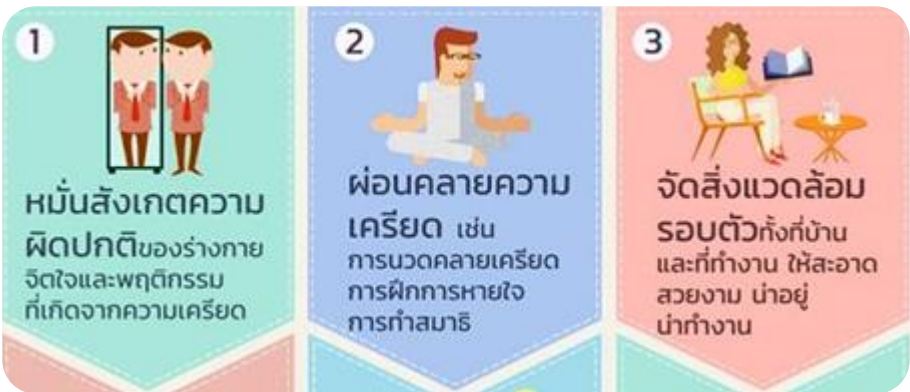 1
หมั่นสังเกตความ
ผิดปกติของร่างกาย
จิตใจและพฤติกรรม
ที่เกิดจากความเครียด
2
ผ่อนคลายความ
เครียด เช่น
การนวดคลายเครียด
การฝึกการหายใจ
การทำสมาธิ
3
จัดสิ่งแวดล้อม
รอบตัวทั้งที่บ้าน
และที่ทำงาน ให้สะอาด
สวยงาม น่าอยู่
น่าทำงาน